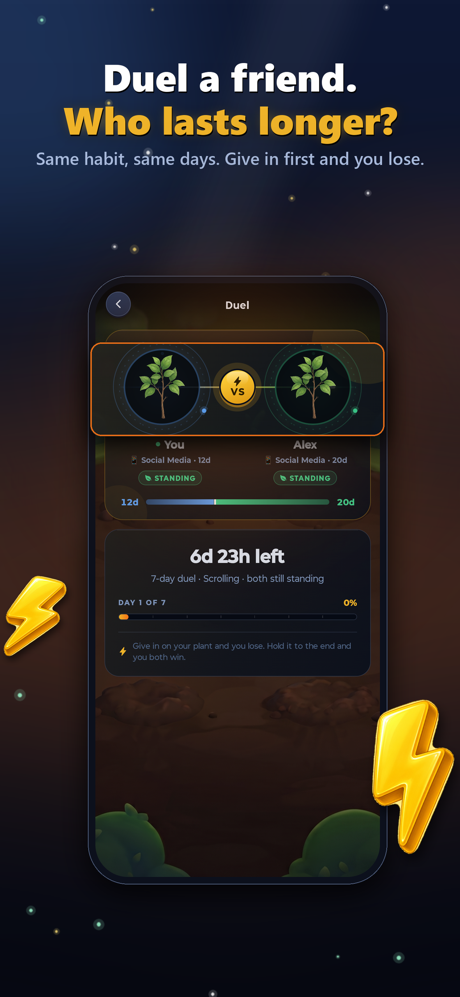 Duel a friend.
Who lasts longer?
Same habit, same days. Give in first and you lose.
Duel
VS
You
Alex
Social Media · 12d
Social Media · 20d
STANDING
STANDING
12d
20d
6d 23h left
7-day duel · Scrolling · both still standing
DAY 1 OF 7
0%
Give in on your plant and you lose. Hold it to the end and
you both win.